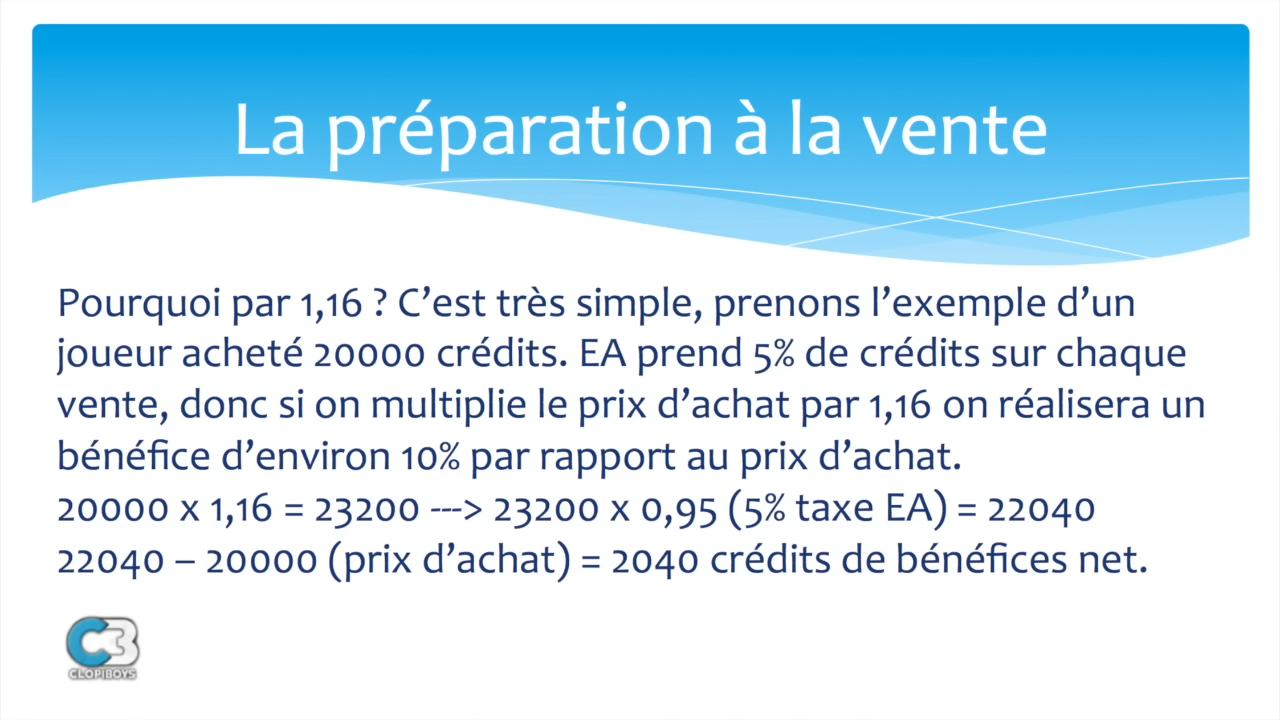 La préparation à la vente
Pourquoi par 1,16 ? C’est très simple, prenons l’exemple d’un
joueur acheté 20000 crédits. EA prend 5% de crédits sur chaque
vente, donc si on multiplie le prix d’achat par 1,16 on réalisera un
bénéfice d’environ 10% par rapport au prix d’achat.
20000 x 1,16 = 23200 ---> 23200 x 0,95 (5% taxe EA) = 22040
22040 – 20000 (prix d’achat) = 2040 crédits de bénéfices net.
C3
CLOPIBOYS